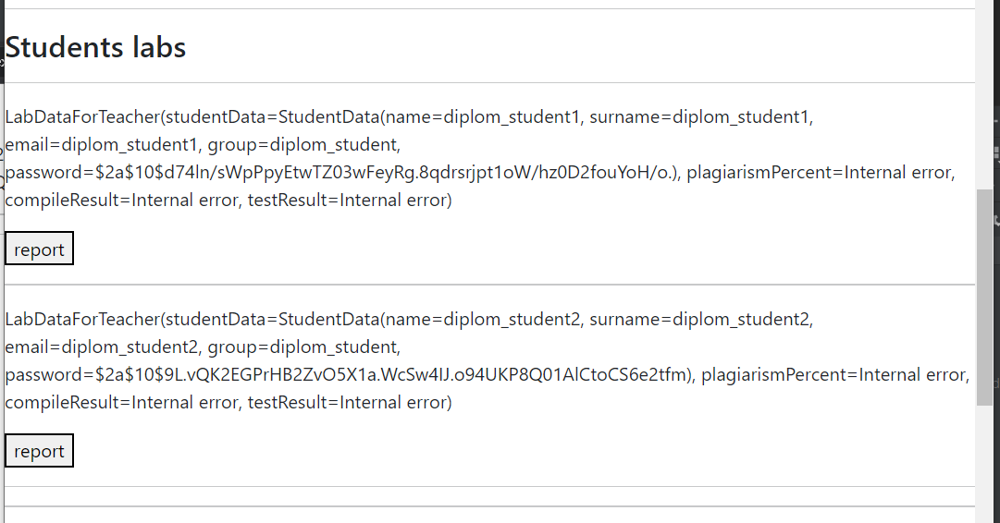 Students labs
LabDataForTeacher(studentData=StudentData(name=diplom_student1, surname=diplom_student1,
email=diplom_student1, group=diplom_student,
password=$2a$10$d74ln/sWpPpyEtwTZ03wFeyRg.8qdrsrjpt1oW/hz0D2fouYoH/o.), plagiarismPercent=Internal error,
compileResult=Internal error, testResult=Internal error)
report
LabDataForTeacher(studentData=StudentData(name=diplom_student2, surname=diplom_student2,
email=diplom_student2, group=diplom_student,
password=$2a$10$9L.vQK2EGPrHB2ZvO5X1a.WcSw4IJ.o94UKP8Q01AlCtoCS6e2tfm), plagiarismPercent=Internal error,
compileResult=Internal error, testResult=Internal error)
report